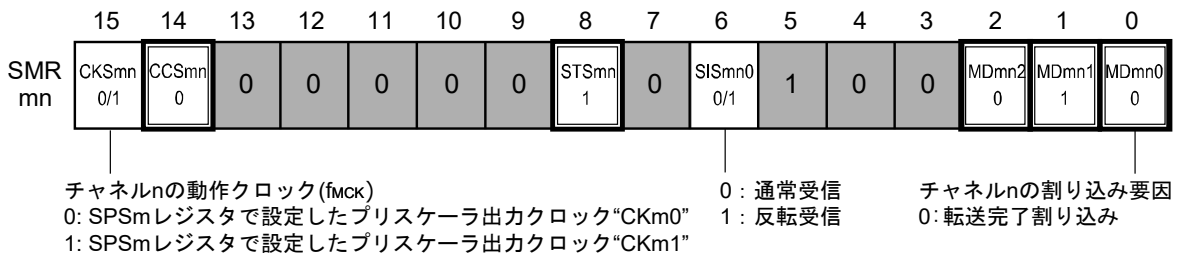 15 14 13 12 11 10 9 8 7 6 5 4 3 2 1 0
SMR
mn
CKSmn CCSmn 0 0 0 0 0 STSmn 0 SISmn0 1 0 0 MDmn2 MDmn1 MDmn0
0/1 0 1 0/1 0 1 0
チャネルnの動作クロック(fMCK)
0: SPSmレジスタで設定したプリスケーラ出力クロック“CKm0”
1: SPSmレジスタで設定したプリスケーラ出力クロック“CKm1”
0：通常受信
1：反転受信
チャネルnの割り込み要因
0：転送完了割り込み